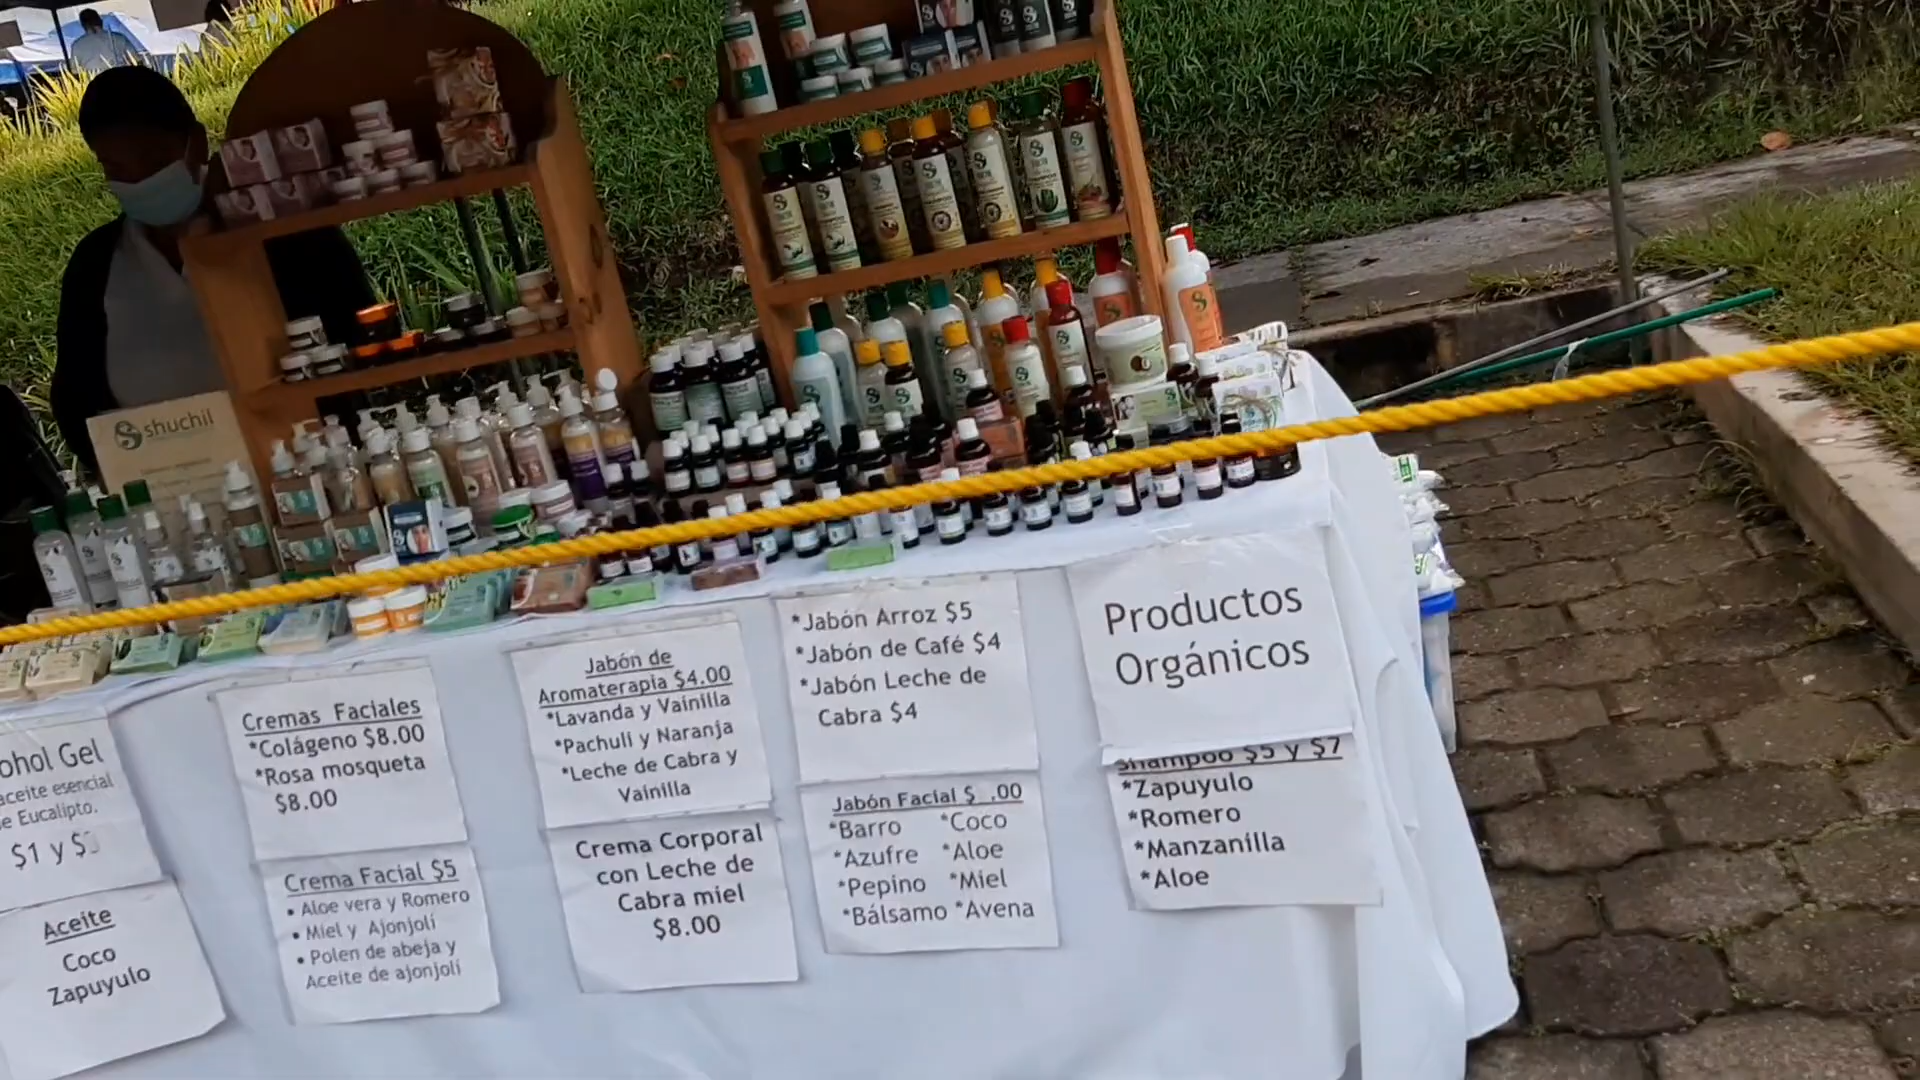 shuchil
ohol Gel
aceite esencial
e Eucalipto.
$1 y $
Aceite
Coco
Zapuyulo
Cremas Faciales
*Colágeno $8.00
*Rosa mosqueta
$8.00
Crema Facial $5
• Aloe vera y Romero
• Miel y Ajonjolí
• Polen de abeja y
Aceite de ajonjolí
Jabón de
Aromaterapia $4.00
*Lavanda y Vainilla
*Pachuli y Naranja
*Leche de Cabra y
Vainilla
Crema Corporal
con Leche de
Cabra miel
$8.00
*Jabón Arroz $5
*Jabón de Café $4
*Jabón Leche de
Cabra $4
Jabón Facial $ .00
*Barro *Coco
*Azufre *Aloe
*Pepino *Miel
*Bálsamo *Avena
Productos
Orgánicos
Shampoo $5 y $7
*Zapuyulo
*Romero
*Manzanilla
*Aloe